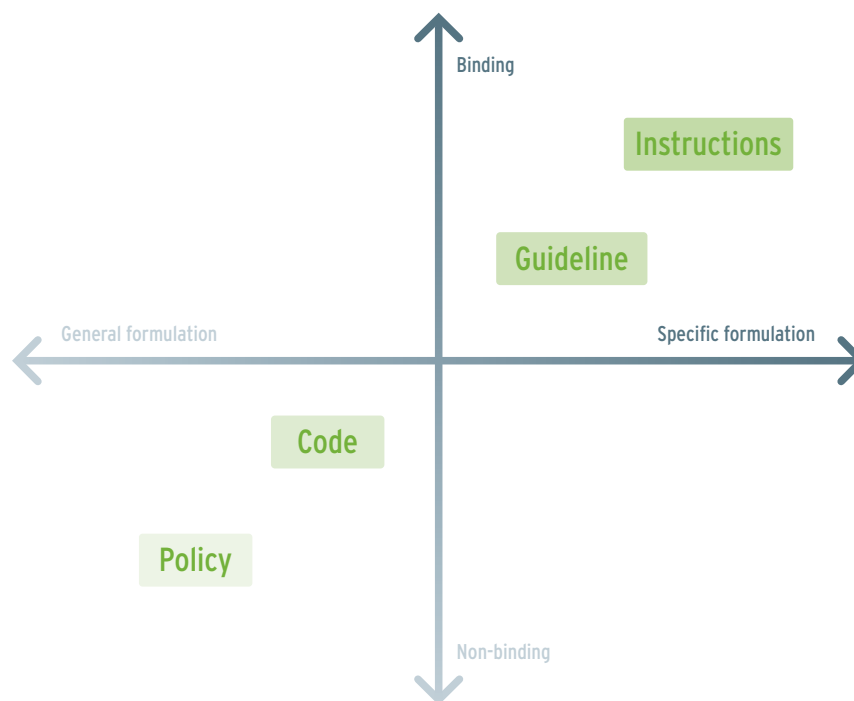 Binding
Instructions
Guideline
General formulation
Specific formulation
Code
Policy
Non-binding